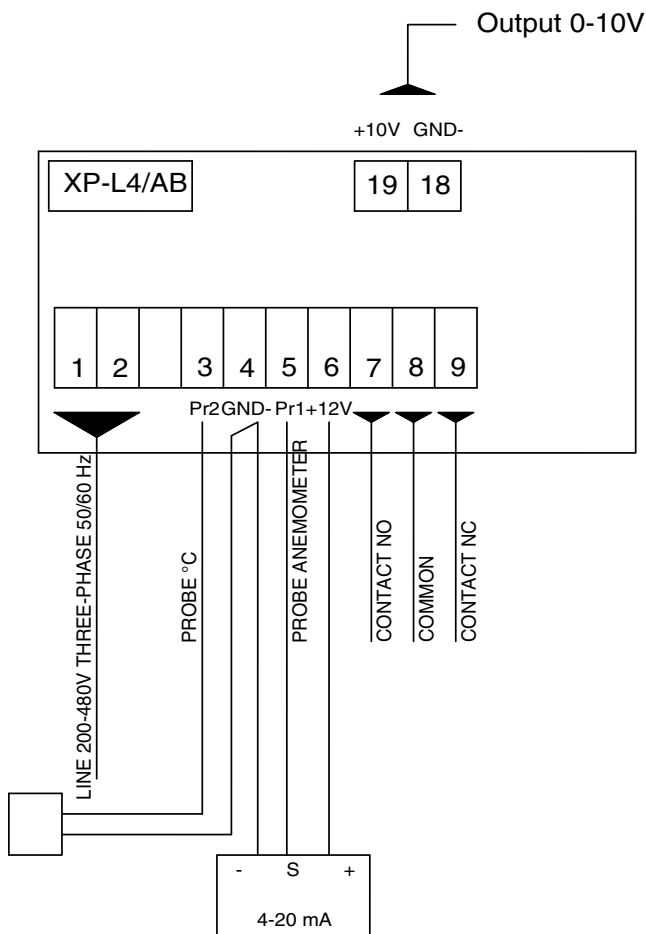 Output 0-10V
+10V GND-
XP-L4/AB
19 18
1 2 3 4 5 6 7 8 9
Pr2 GND- Pr1 +12V
LINE 200-480V THREE-PHASE 50/60 Hz
PROBE °C
PROBE ANEMOMETER
CONTACT NO
COMMON
CONTACT NC
- S +
4-20 mA